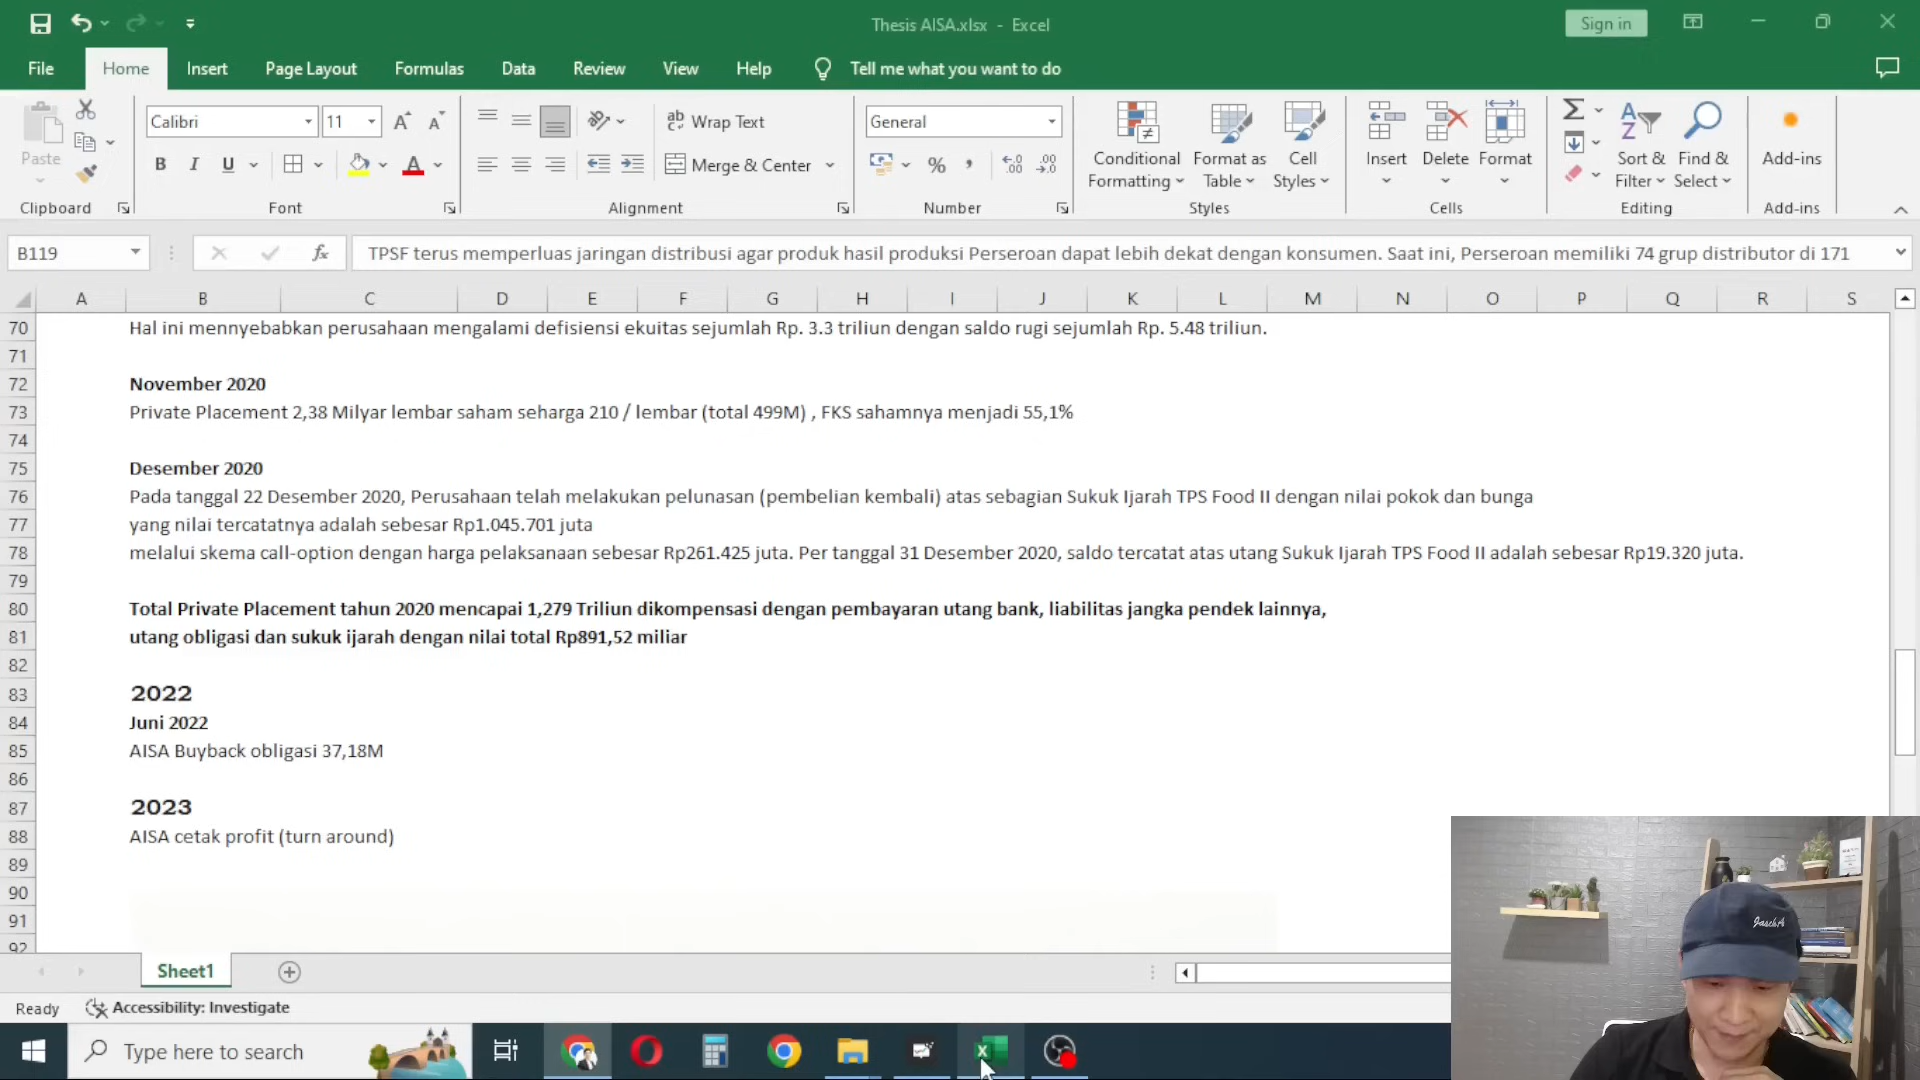 Thesis AISA.xlsx - Excel
Sign in
File Home Insert Page Layout Formulas Data Review View Help Tell me what you want to do
Paste
Clipboard
Calibri 11
B I U
Font
Wrap Text
Merge & Center
Alignment
General
Number
Conditional Formatting
Format as Table
Cell Styles
Styles
Insert
Delete
Format
Cells
Sort & Filter
Find & Select
Editing
Add-ins
Add-ins
B119
fx
TPSF terus memperluas jaringan distribusi agar produk hasil produksi Perseroan dapat lebih dekat dengan konsumen. Saat ini, Perseroan memiliki 74 grup distributor di 171
A B C D E F G H I J K L M N O P Q R S
70 Hal ini mennyebabkan perusahaan mengalami defisiensi ekuitas sejumlah Rp. 3.3 triliun dengan saldo rugi sejumlah Rp. 5.48 triliun.
71
72 November 2020
73 Private Placement 2,38 Milyar lembar saham seharga 210 / lembar (total 499M) , FKS sahamnya menjadi 55,1%
74
75 Desember 2020
76 Pada tanggal 22 Desember 2020, Perusahaan telah melakukan pelunasan (pembelian kembali) atas sebagian Sukuk Ijarah TPS Food II dengan nilai pokok dan bunga
77 yang nilai tercatatnya adalah sebesar Rp1.045.701 juta
78 melalui skema call-option dengan harga pelaksanaan sebesar Rp261.425 juta. Per tanggal 31 Desember 2020, saldo tercatat atas utang Sukuk Ijarah TPS Food II adalah sebesar Rp19.320 juta.
79
80 Total Private Placement tahun 2020 mencapai 1,279 Triliun dikompensasi dengan pembayaran utang bank, liabilitas jangka pendek lainnya,
81 utang obligasi dan sukuk ijarah dengan nilai total Rp891,52 miliar
82
83 2022
84 Juni 2022
85 AISA Buyback obligasi 37,18M
86
87 2023
88 AISA cetak profit (turn around)
89
90
91
92
Sheet1
Ready
Accessibility: Investigate
Type here to search